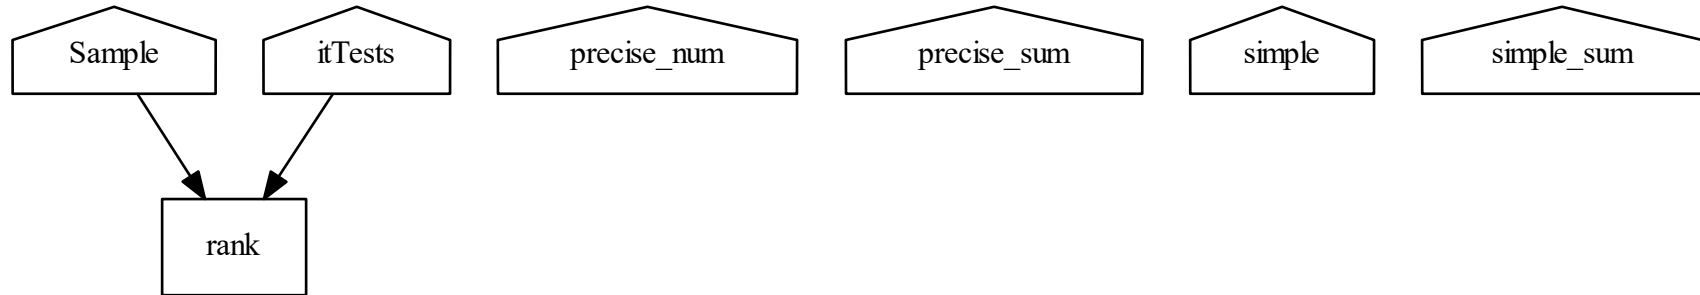 Sample
itTests
precise_num
precise_sum
simple
simple_sum
rank